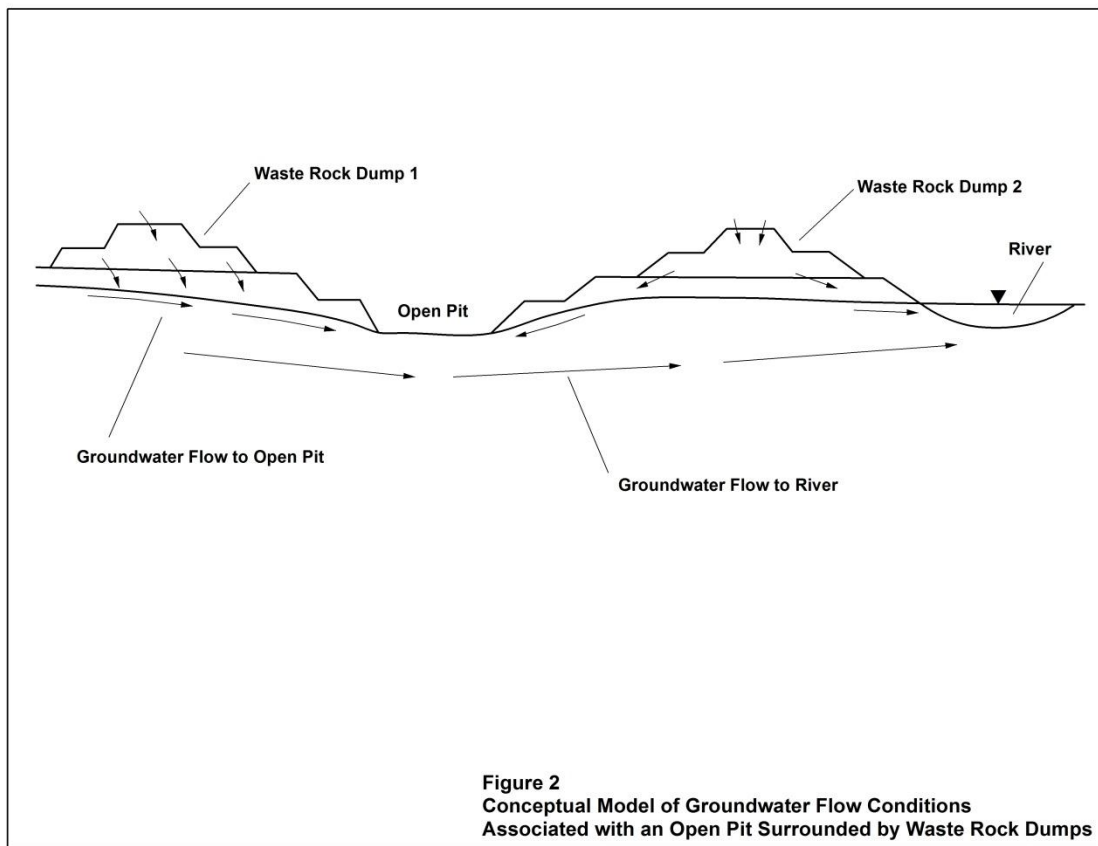 Waste Rock Dump 1
Waste Rock Dump 2
River
Open Pit
Groundwater Flow to Open Pit
Groundwater Flow to River
Figure 2
Conceptual Model of Groundwater Flow Conditions
Associated with an Open Pit Surrounded by Waste Rock Dumps